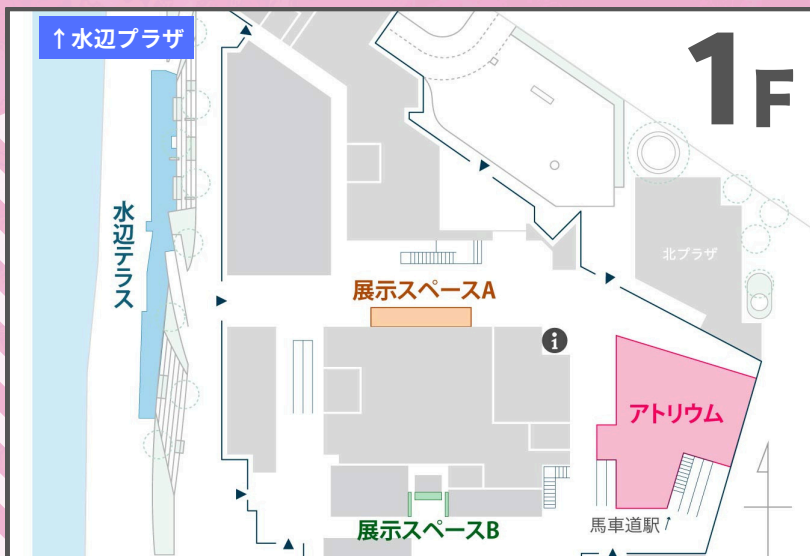 ↑水辺プラザ
1F
水辺テラス
北プラザ
展示スペースA
i
アトリウム
馬車道駅
展示スペースB